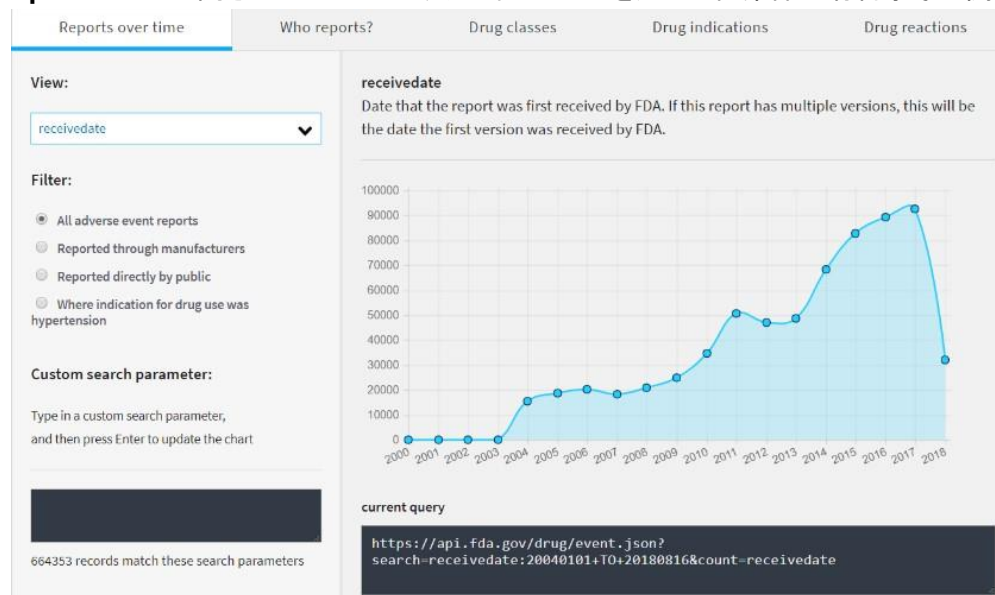 Reports over time
Who reports?
Drug classes
Drug indications
Drug reactions
View:
receivedate
Filter:
All adverse event reports
Reported through manufacturers
Reported directly by public
Where indication for drug use was
hypertension
Custom search parameter:
Type in a custom search parameter,
and then press Enter to update the chart
664353 records match these search parameters
receivedate
Date that the report was first received by FDA. If this report has multiple versions, this will be
the date the first version was received by FDA.
100000
90000
80000
70000
60000
50000
40000
30000
20000
10000
0
2000 2001 2002 2003 2004 2005 2006 2007 2008 2009 2010 2011 2012 2013 2014 2015 2016 2017 2018
current query
https://api.fda.gov/drug/event.json?
search=receivedate:20040101+TO+20180816&count=receivedate